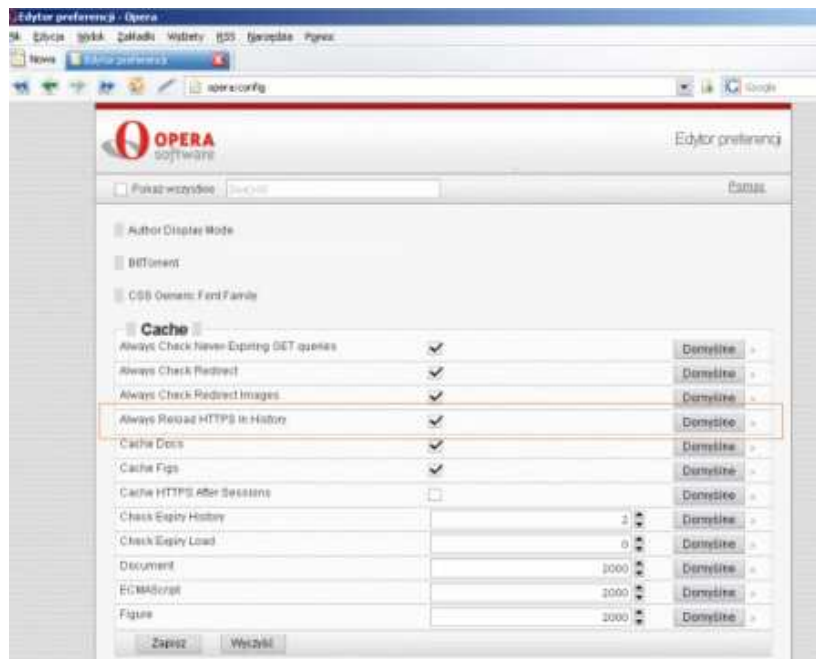 Edytor preferencji - Opera
Edycja Widok Zakładki Widżety RSS Narzędzia Pomoc
Nowa Edytor preferencji
opera:config Google
OPERA software Edytor preferencji
Pokaż wszystkie Pomoc
Author Display Mode
BitTorrent
CSS Generic Font Family
Cache
Always Check Never-Expiring GET queries Domyślne
Always Check Redirect Domyślne
Always Check Redirect Images Domyślne
Always Reload HTTPS In History Domyślne
Cache Docs Domyślne
Cache Figs Domyślne
Cache HTTPS After Sessions Domyślne
Check Expiry History 2 Domyślne
Check Expiry Load 0 Domyślne
Document 2000 Domyślne
ECMAScript 2000 Domyślne
Figure 2000 Domyślne
Zapisz Wyczyść